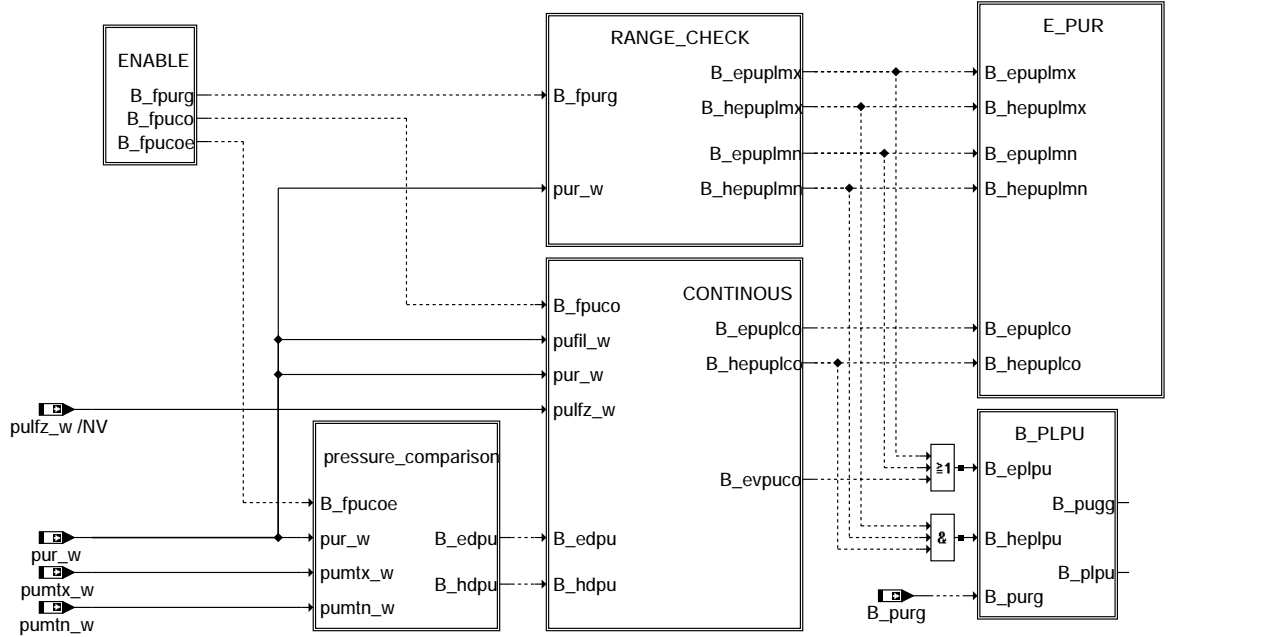 ENABLE
B_fpurg
B_fpuco
B_fpucoe
RANGE_CHECK
B_epuplmx
B_fpurg
B_hepuplmx
B_epuplmn
pur_w
B_hepuplmn
E_PUR
B_epuplmx
B_hepuplmx
B_epuplmn
B_hepuplmn
B_epuplco
B_hepuplco
CONTINOUS
B_fpuco
B_epuplco
pufil_w
B_hepuplco
pur_w
pulfz_w
B_evpuco
B_edpu
B_hdpu
pulfz_w /NV
pressure_comparison
B_fpucoe
pur_w
B_edpu
pumtx_w
B_hdpu
pumtn_w
pur_w
pumtx_w
pumtn_w
≧1
&
B_PLPU
B_eplpu
B_pugg
B_heplpu
B_plpu
B_purg
B_purg